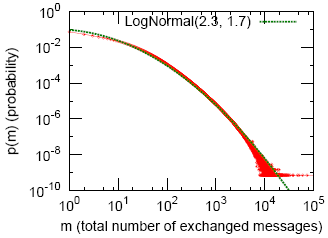 LogNormal(2.3, 1.7)
p(m) (probability)
10^0
10^-2
10^-4
10^-6
10^-8
10^-10
10^0 10^1 10^2 10^3 10^4 10^5
m (total number of exchanged messages)